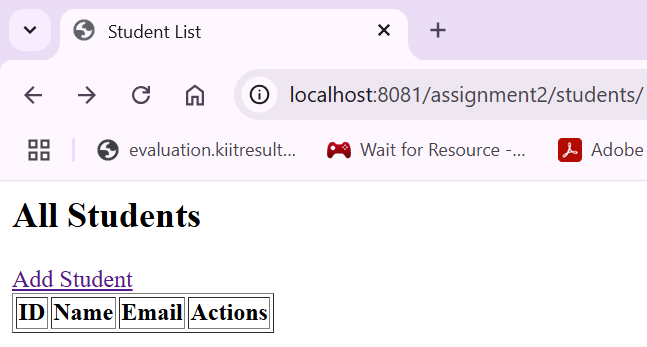 Student List
localhost:8081/assignment2/students/
evaluation.kiitresult... Wait for Resource -... Adobe
All Students
Add Student
ID Name Email Actions